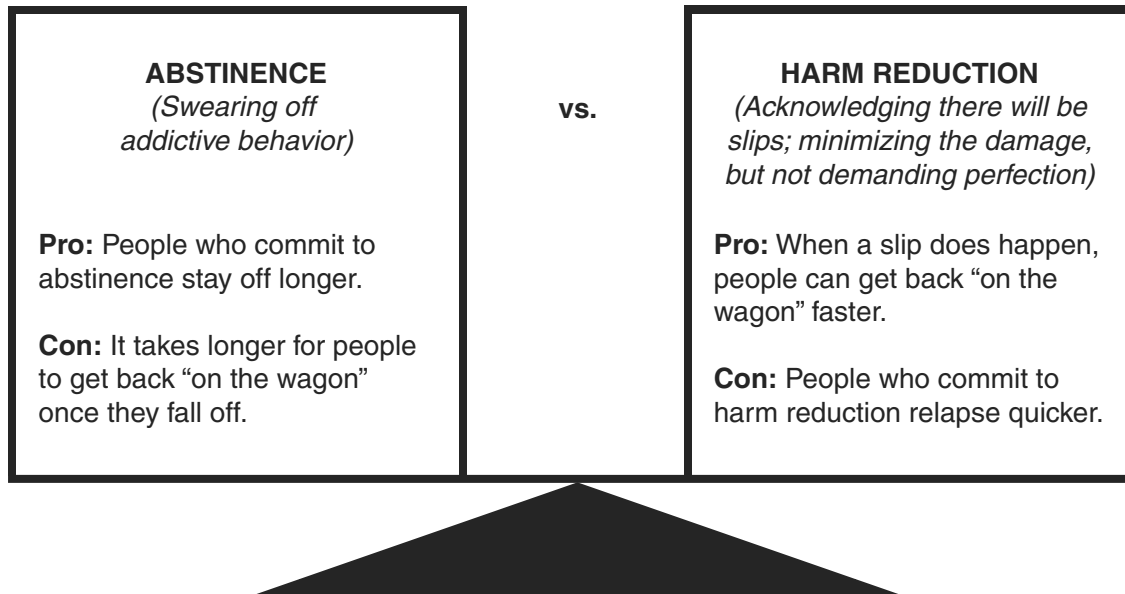 ABSTINENCE
(Swearing off
addictive behavior)
Pro: People who commit to
abstinence stay off longer.
Con: It takes longer for people
to get back “on the wagon”
once they fall off.
vs.
HARM REDUCTION
(Acknowledging there will be
slips; minimizing the damage,
but not demanding perfection)
Pro: When a slip does happen,
people can get back “on the
wagon” faster.
Con: People who commit to
harm reduction relapse quicker.